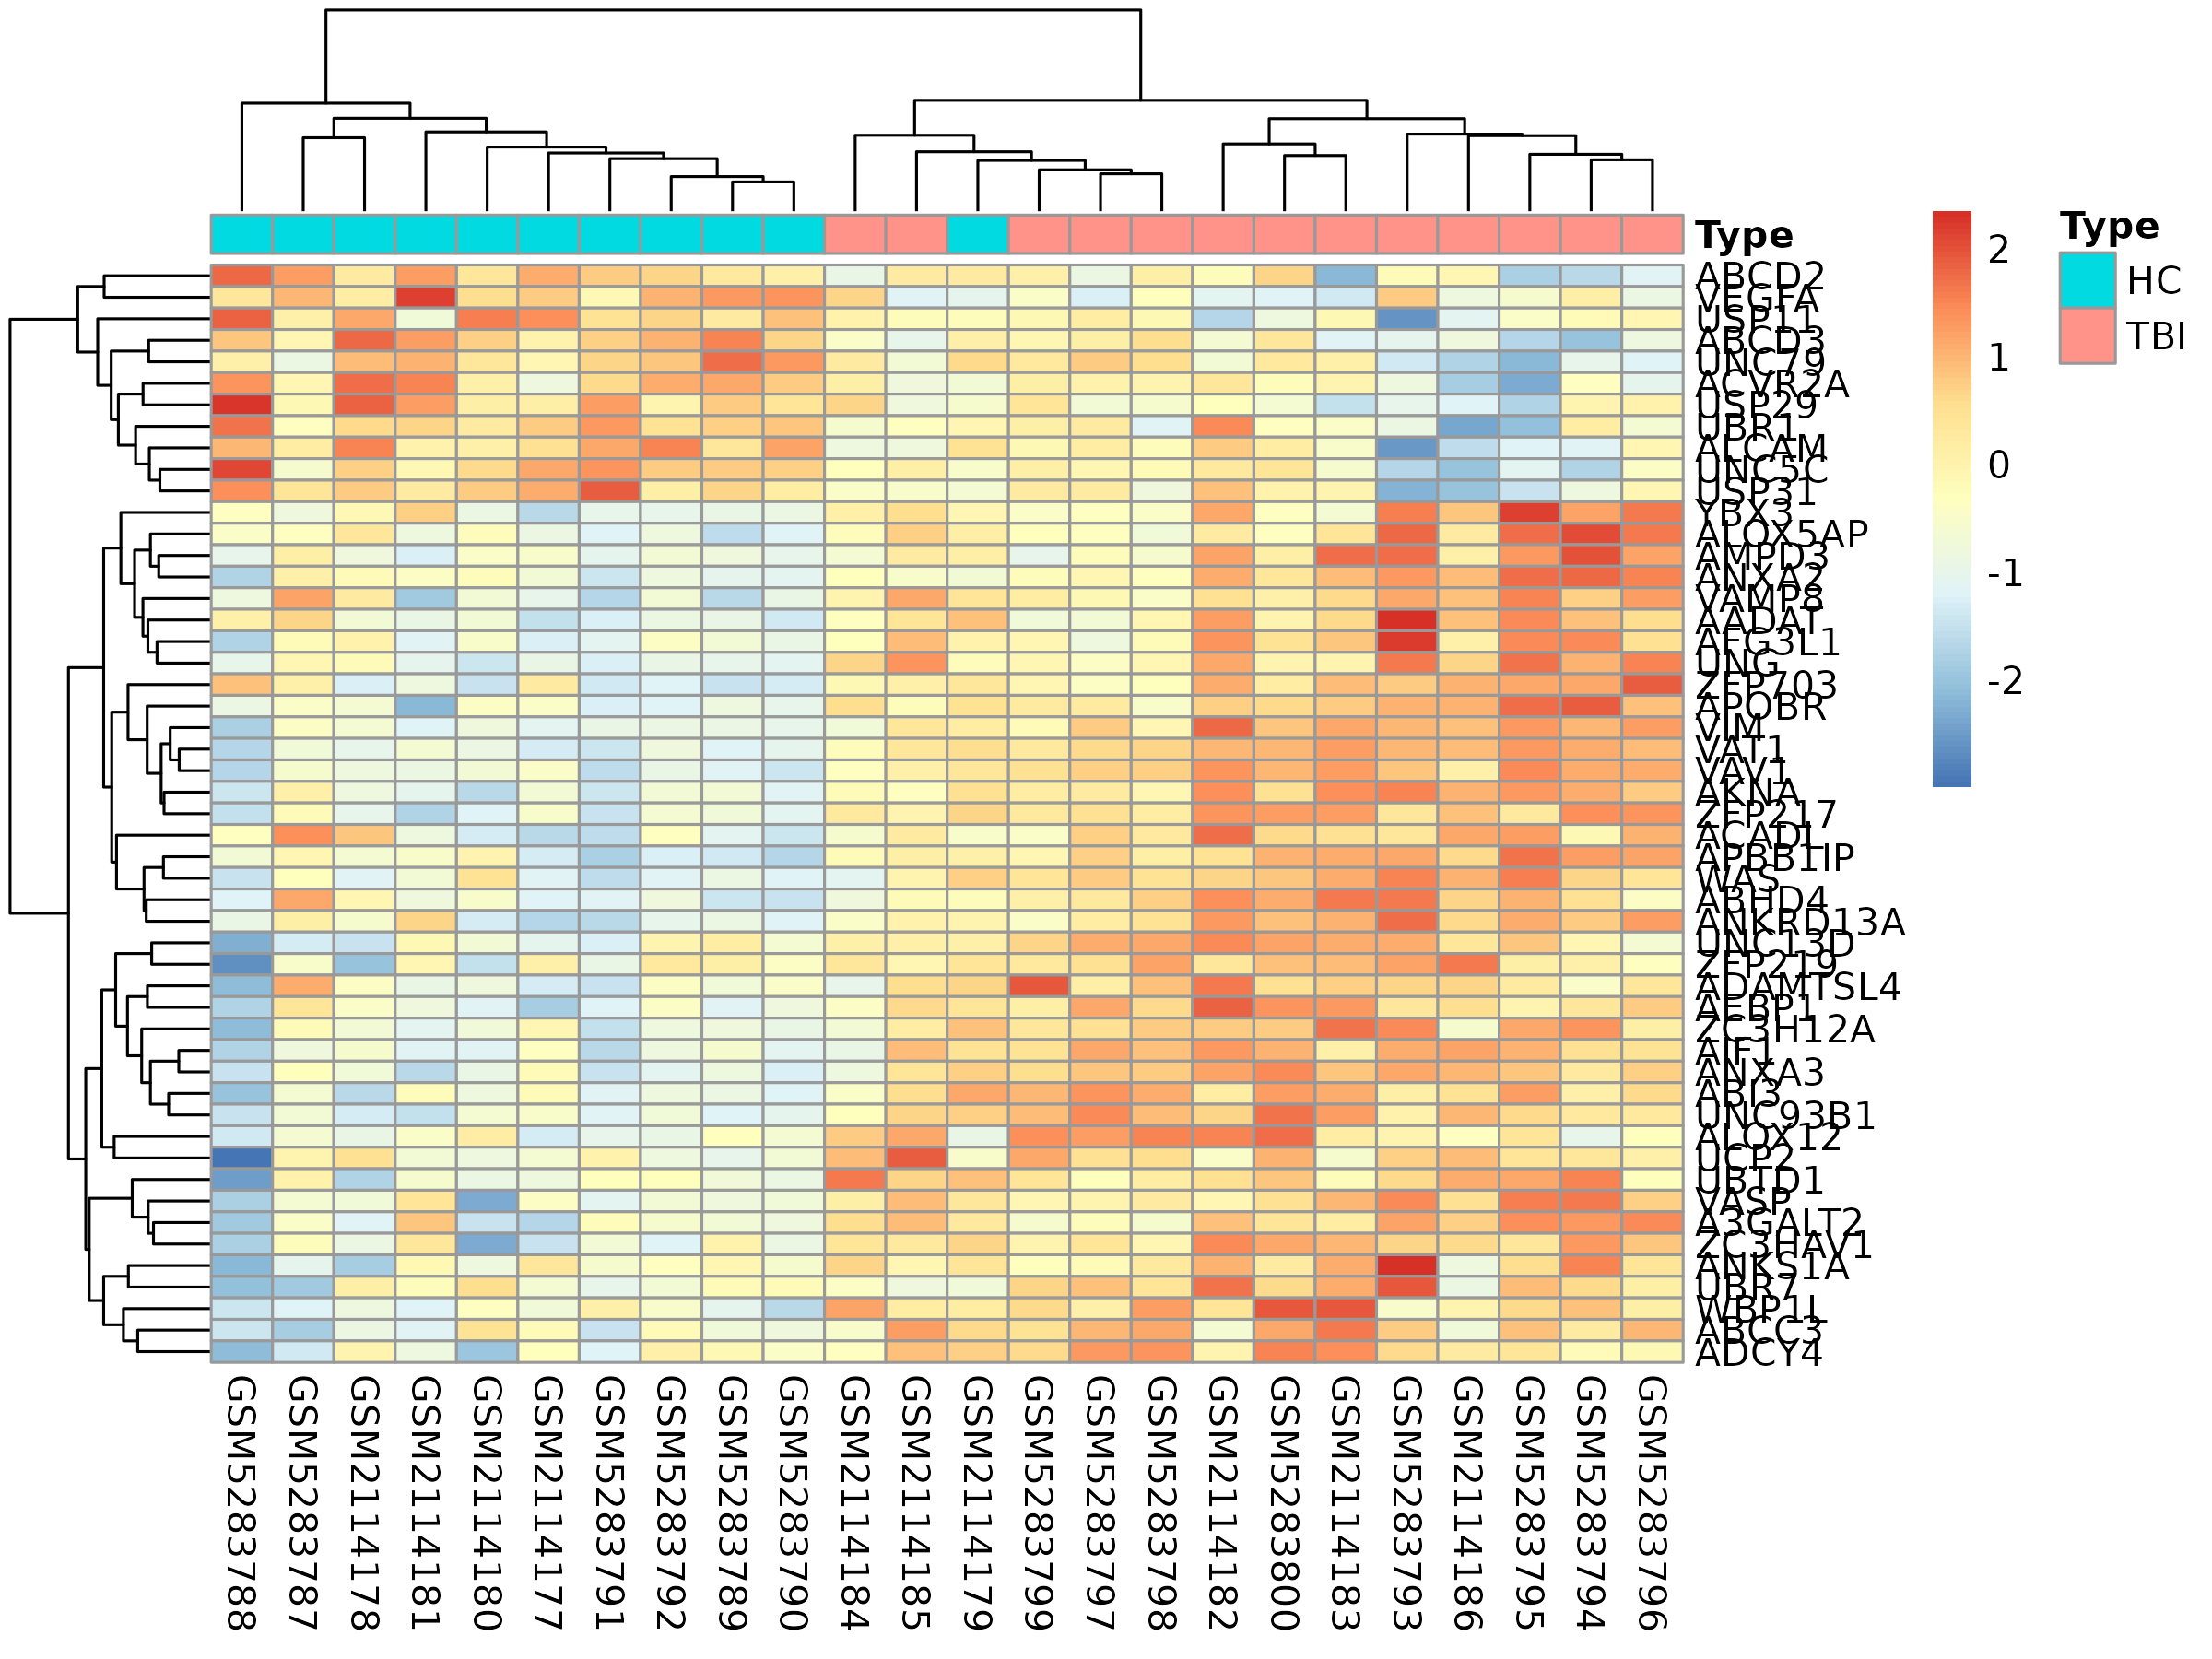 Type
ABCD2
VEGFA
USP11
ABCD3
UNC79
ACVR2A
USP29
UBR1
ALCAM
UNC5C
USP31
YBX3
ALOX5AP
AMPD3
ANXA2
VAMP8
AADAT
AFG3L1
UNG
ZFP703
APOBR
VIM
VAT1
VAV1
AKNA
ZFP217
ACAD1
APBB1IP
WAS
ABHD4
ANKRD13A
UNC13D
ZFP219
ADAMTSL4
AEBP1
ZC3H12A
AIF1
ANXA3
ABI3
UNC93B1
ALOX12
UCP2
UBTD1
VASP
A3GALT2
ZC3HAV1
ANKS1A
UBR7
WBP1L
ABCC3
ADCY4
2
1
0
-1
-2
Type
HC
TBI
GSM5283788
GSM5283787
GSM2114178
GSM2114181
GSM2114180
GSM2114177
GSM5283791
GSM5283792
GSM5283789
GSM5283790
GSM2114184
GSM2114185
GSM2114179
GSM5283799
GSM5283797
GSM5283798
GSM2114182
GSM5283800
GSM2114183
GSM5283793
GSM2114186
GSM5283795
GSM5283794
GSM5283796